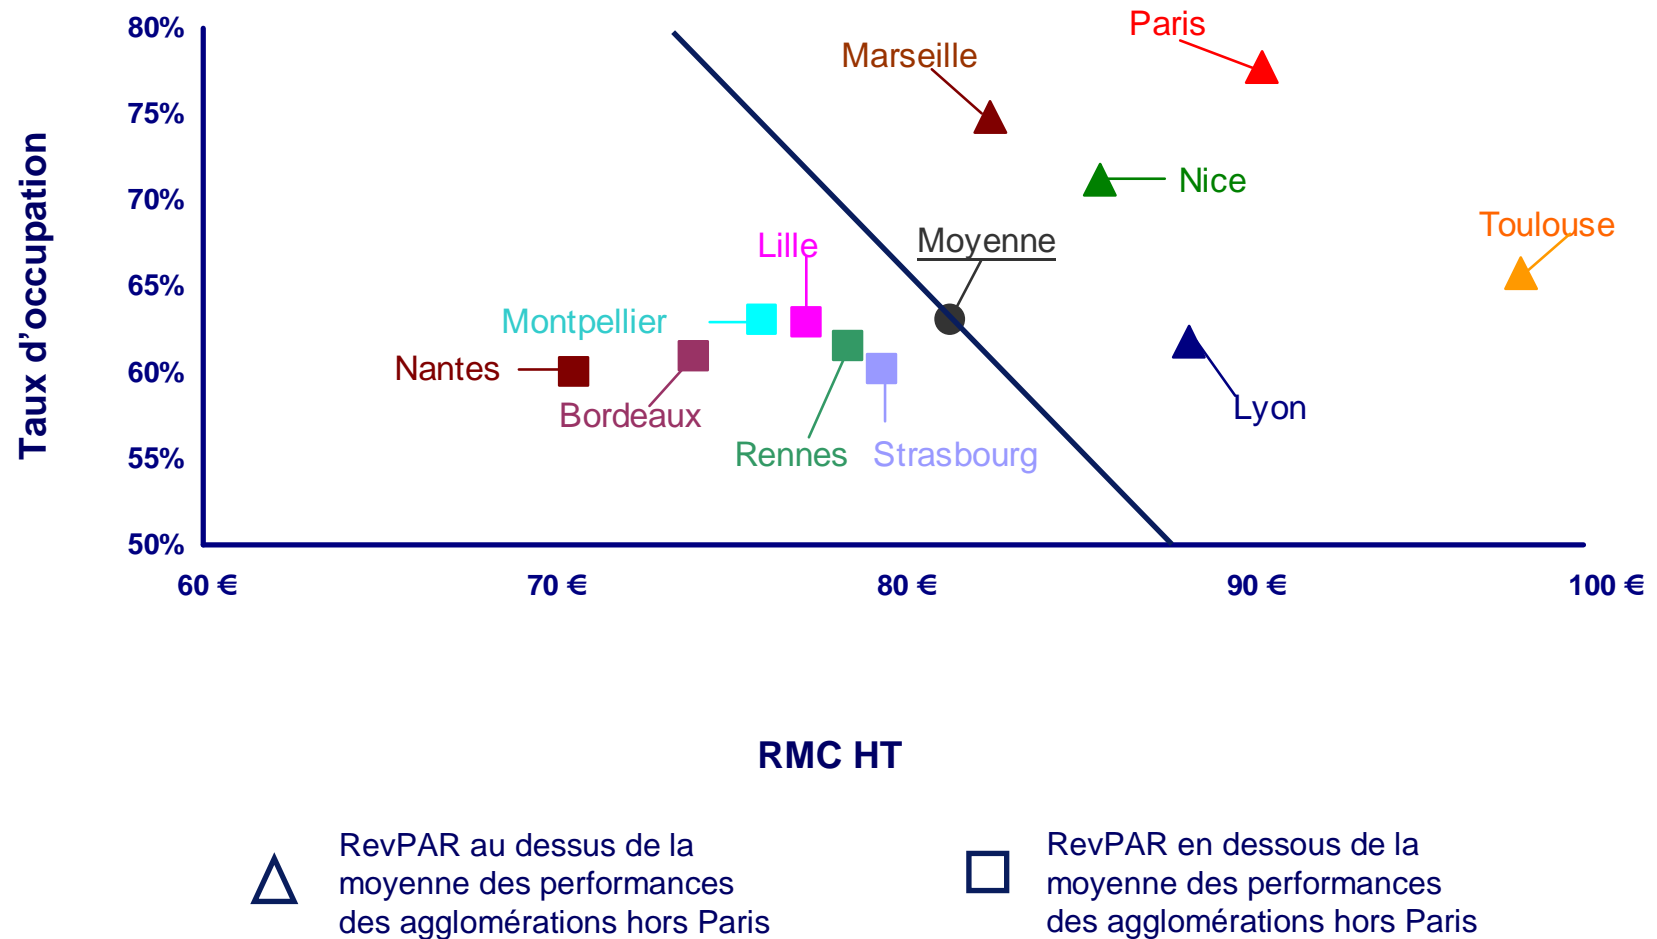 80%
75%
70%
65%
60%
55%
50%
Taux d’occupation
Paris
Marseille
Nice
Toulouse
Moyenne
Lille
Montpellier
Nantes
Bordeaux
Lyon
Rennes
Strasbourg
60 €
70 €
80 €
90 €
100 €
RMC HT
RevPAR au dessus de la
moyenne des performances
des agglomérations hors Paris
RevPAR en dessous de la
moyenne des performances
des agglomérations hors Paris